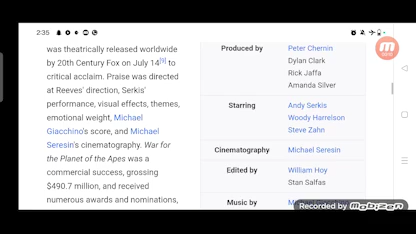 2:35
was theatrically released worldwide
by 20th Century Fox on July 14[9] to
critical acclaim. Praise was directed
at Reeves' direction, Serkis'
performance, visual effects, themes,
emotional weight, Michael
Giacchino's score, and Michael
Seresin's cinematography. War for
the Planet of the Apes was a
commercial success, grossing
$490.7 million, and received
numerous awards and nominations,
Produced by Peter Chernin
Dylan Clark
Rick Jaffa
Amanda Silver
Starring Andy Serkis
Woody Harrelson
Steve Zahn
Cinematography Michael Seresin
Edited by William Hoy
Stan Salfas
Music by
Recorded by MOBIZEN